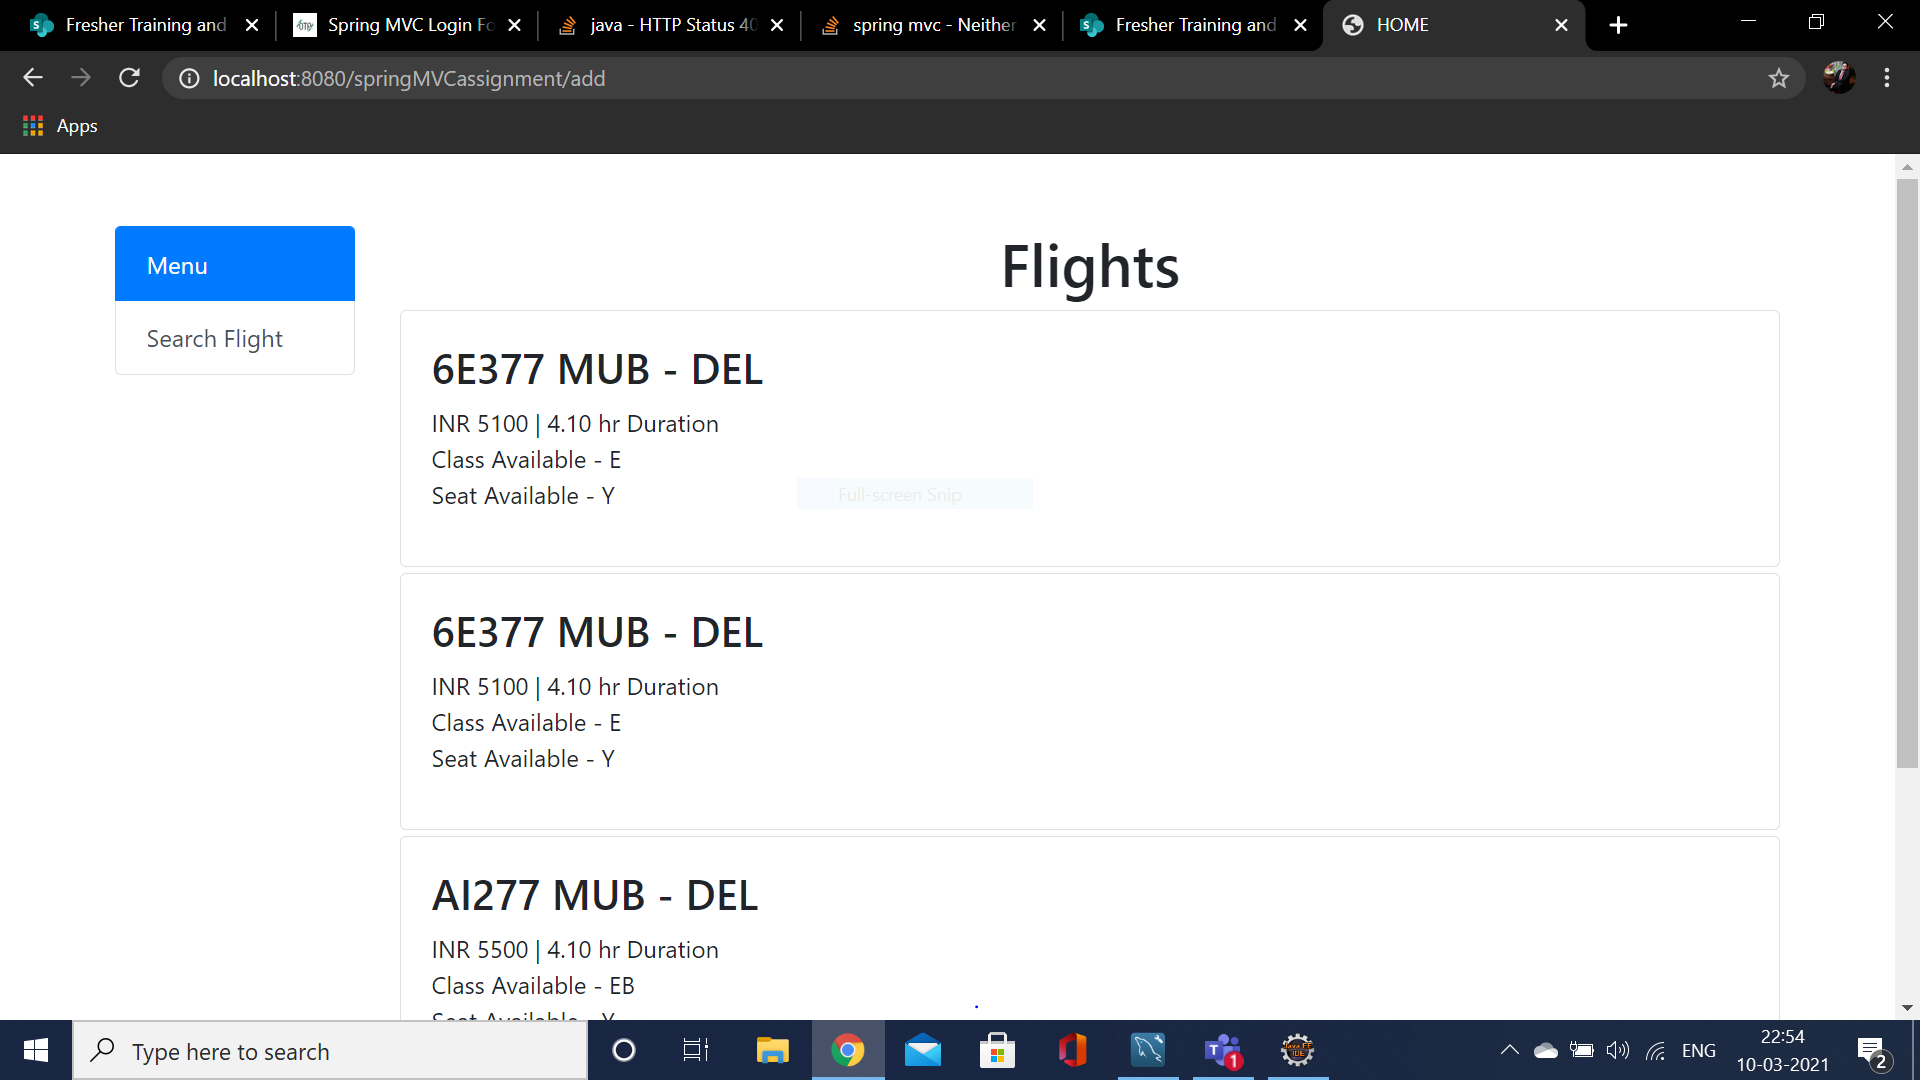 Fresher Training and
Spring MVC Login Fo
java - HTTP Status 40
spring mvc - Neither
Fresher Training and
HOME
localhost:8080/springMVCassignment/add
Apps
Menu
Search Flight
Flights
6E377 MUB - DEL
INR 5100 | 4.10 hr Duration
Class Available - E
Seat Available - Y
Full-screen Snip
6E377 MUB - DEL
INR 5100 | 4.10 hr Duration
Class Available - E
Seat Available - Y
AI277 MUB - DEL
INR 5500 | 4.10 hr Duration
Class Available - EB
Seat Available - Y
Type here to search
1
ENG
22:54
10-03-2021
2